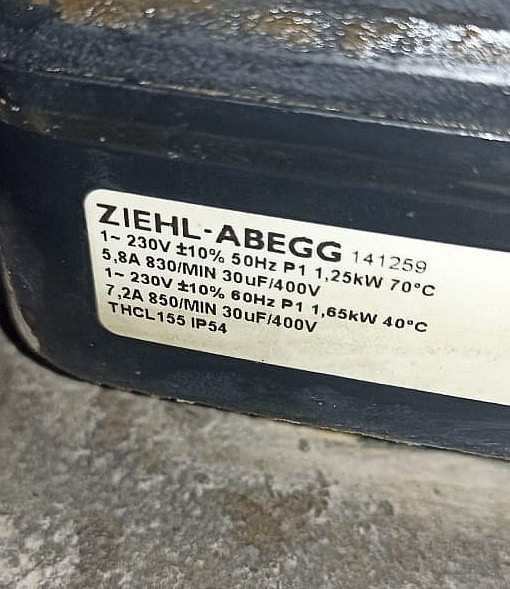 ZIEHL-ABEGG 141259
1~ 230V ±10% 50Hz P1 1,25kW 70°C
5,8A 830/MIN 30uF/400V
1~ 230V ±10% 60Hz P1 1,65kW 40°C
7,2A 850/MIN 30uF/400V
THCL155 IP54